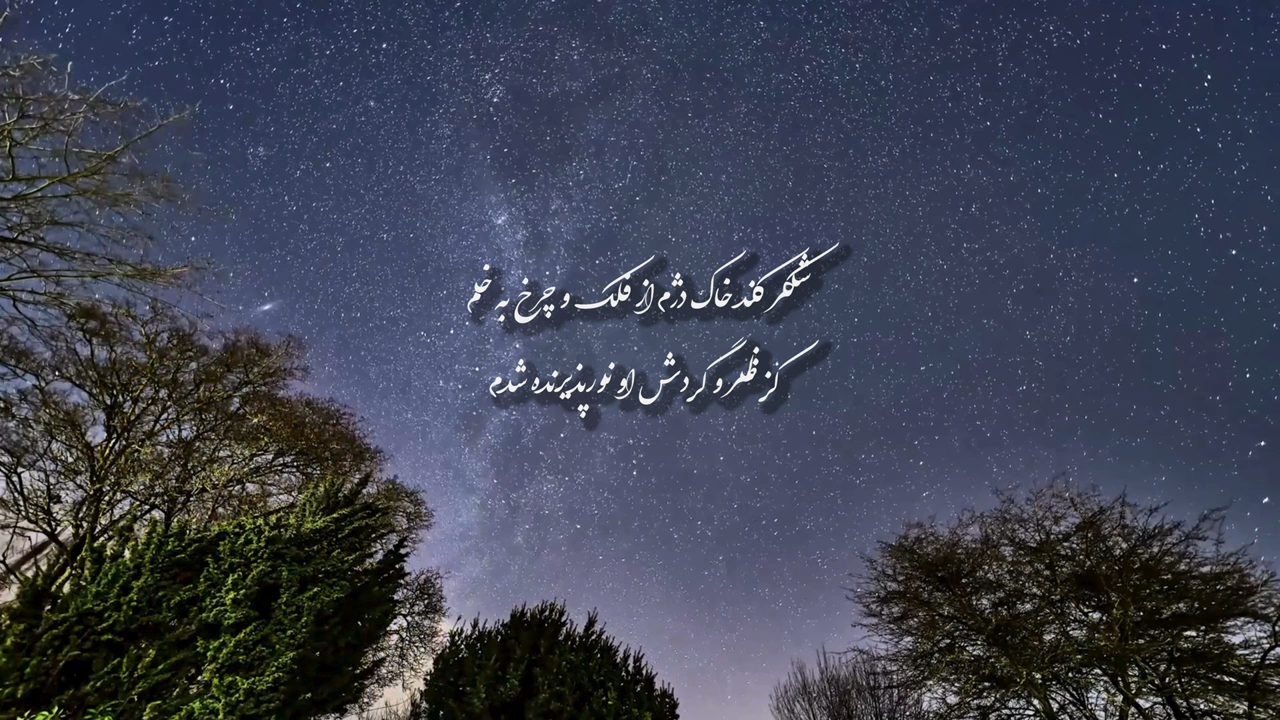 شکر کند خاک دژم از فلک و چرخ به خم
کز نظر و گردش او نورپذیرنده شدم